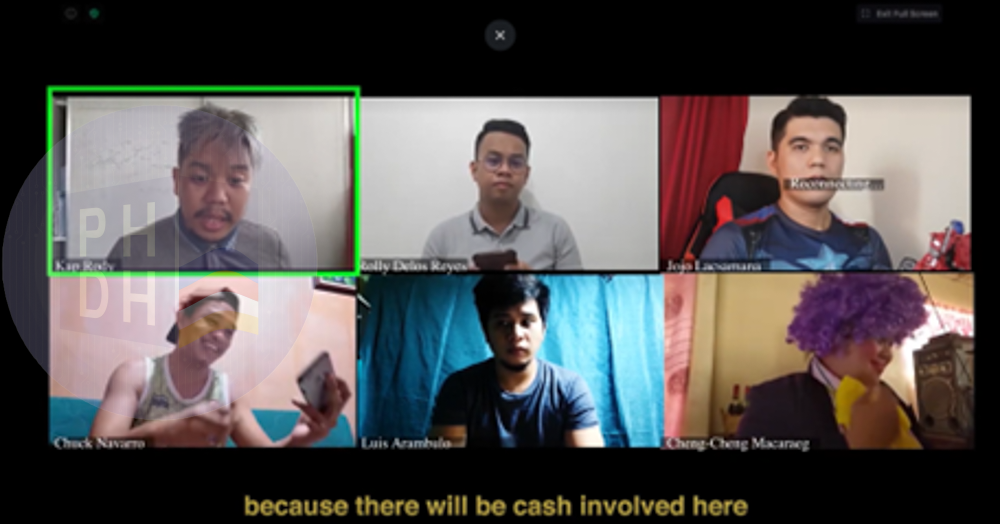 Exit Full Screen
Kap Rody
Rolly Delos Reyes
Jojo Lacsamana
Reconnecting...
PH
DH
Chuck Navarro
Luis Arambulo
Cheng-Cheng Macaraeg
because there will be cash involved here